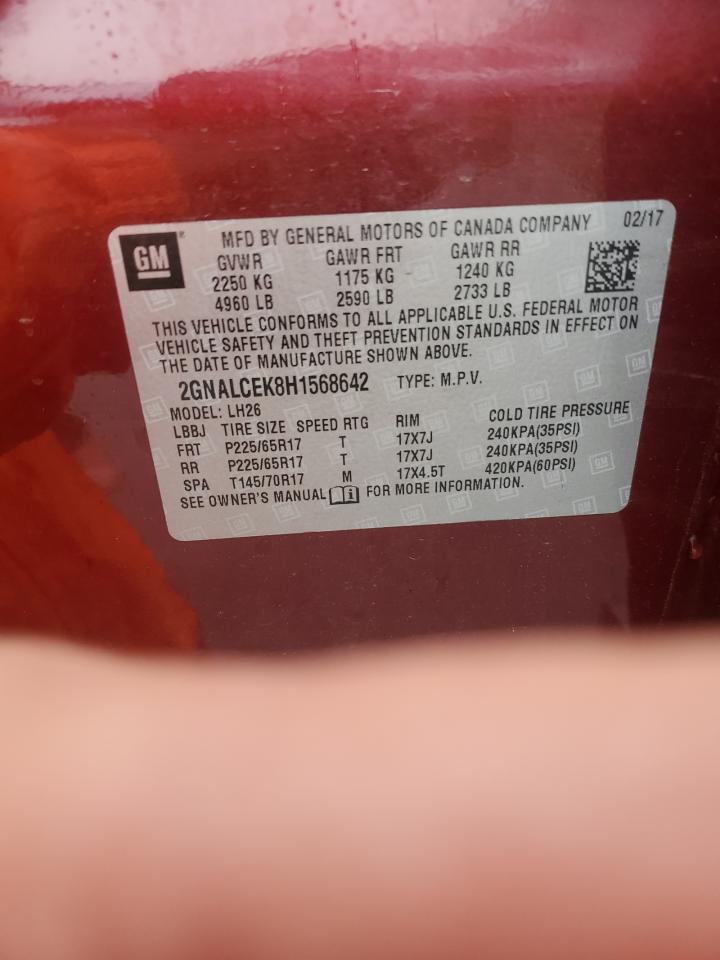 GM
MFD BY GENERAL MOTORS OF CANADA COMPANY 02/17
GVWR GAWR FRT GAWR RR
2250 KG 1175 KG 1240 KG
4960 LB 2590 LB 2733 LB
THIS VEHICLE CONFORMS TO ALL APPLICABLE U.S. FEDERAL MOTOR
VEHICLE SAFETY AND THEFT PREVENTION STANDARDS IN EFFECT ON
THE DATE OF MANUFACTURE SHOWN ABOVE.
2GNALCEK8H1568642 TYPE: M.P.V.
MODEL: LH26
LBBJ TIRE SIZE SPEED RTG RIM COLD TIRE PRESSURE
FRT P225/65R17 T 17X7J 240KPA(35PSI)
RR P225/65R17 T 17X7J 240KPA(35PSI)
SPA T145/70R17 M 17X4.5T 420KPA(60PSI)
SEE OWNER'S MANUAL FOR MORE INFORMATION.